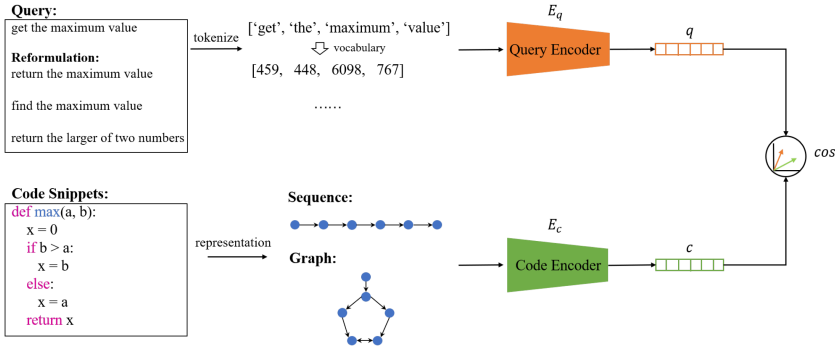 Query:
get the maximum value
Reformulation:
return the maximum value
find the maximum value
return the larger of two numbers
tokenize
['get', 'the', 'maximum', 'value']
vocabulary
[459, 448, 6098, 767]
......
E_q
Query Encoder
q
cos
Code Snippets:
def max(a, b):
x = 0
if b > a:
x = b
else:
x = a
return x
representation
Sequence:
Graph:
E_c
Code Encoder
c